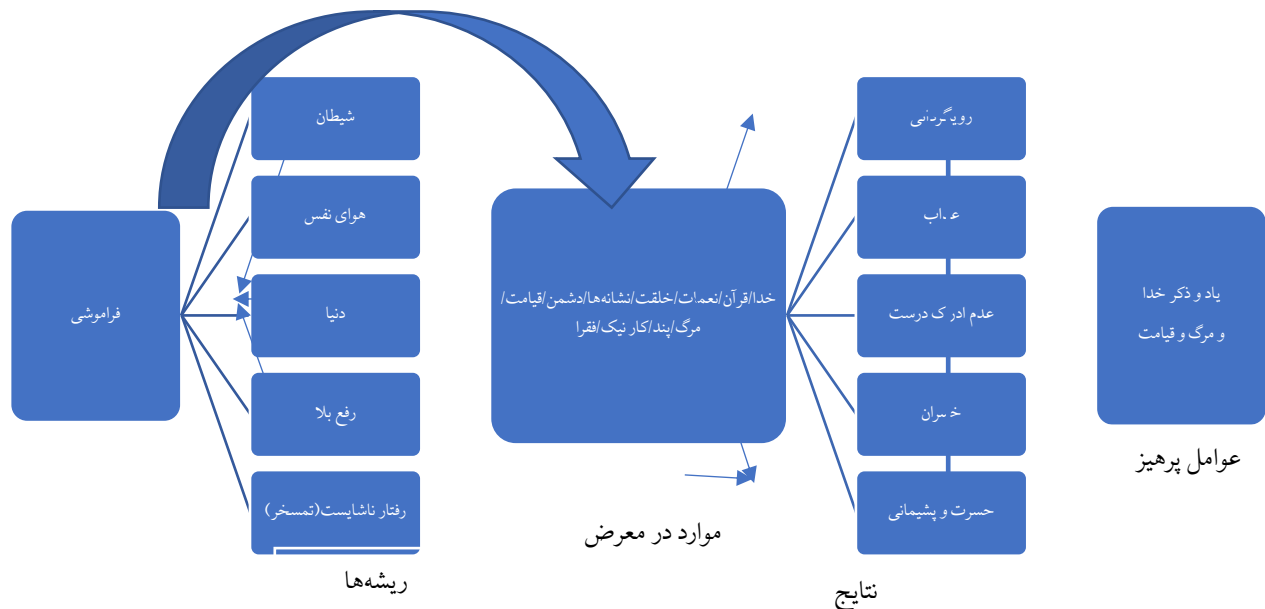 فراموشی
شیطان
هوای نفس
دنیا
رفع بلا
رفتار ناشایست(تمسخر)
ریشه‌ها
خدا/قرآن/نعمات/خلقت/نشانه‌ها/دشمن/قیامت/
مرگ/پند/کار نیک/فقرا
موارد در معرض
رویگردانی
عذاب
عدم ادراک درست
خسران
حسرت و پشیمانی
نتایج
یاد و ذکر خدا
و مرگ و قیامت
عوامل پرهیز